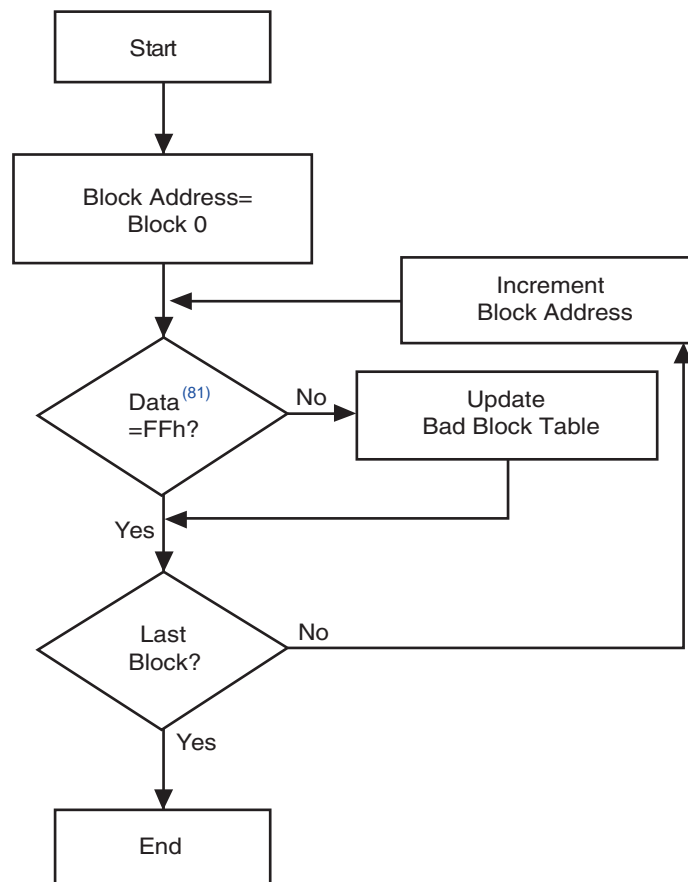 Start
Block Address=
Block 0
Increment
Block Address
Data(81)
=FFh?
No
Update
Bad Block Table
Yes
Last
Block?
No
Yes
End